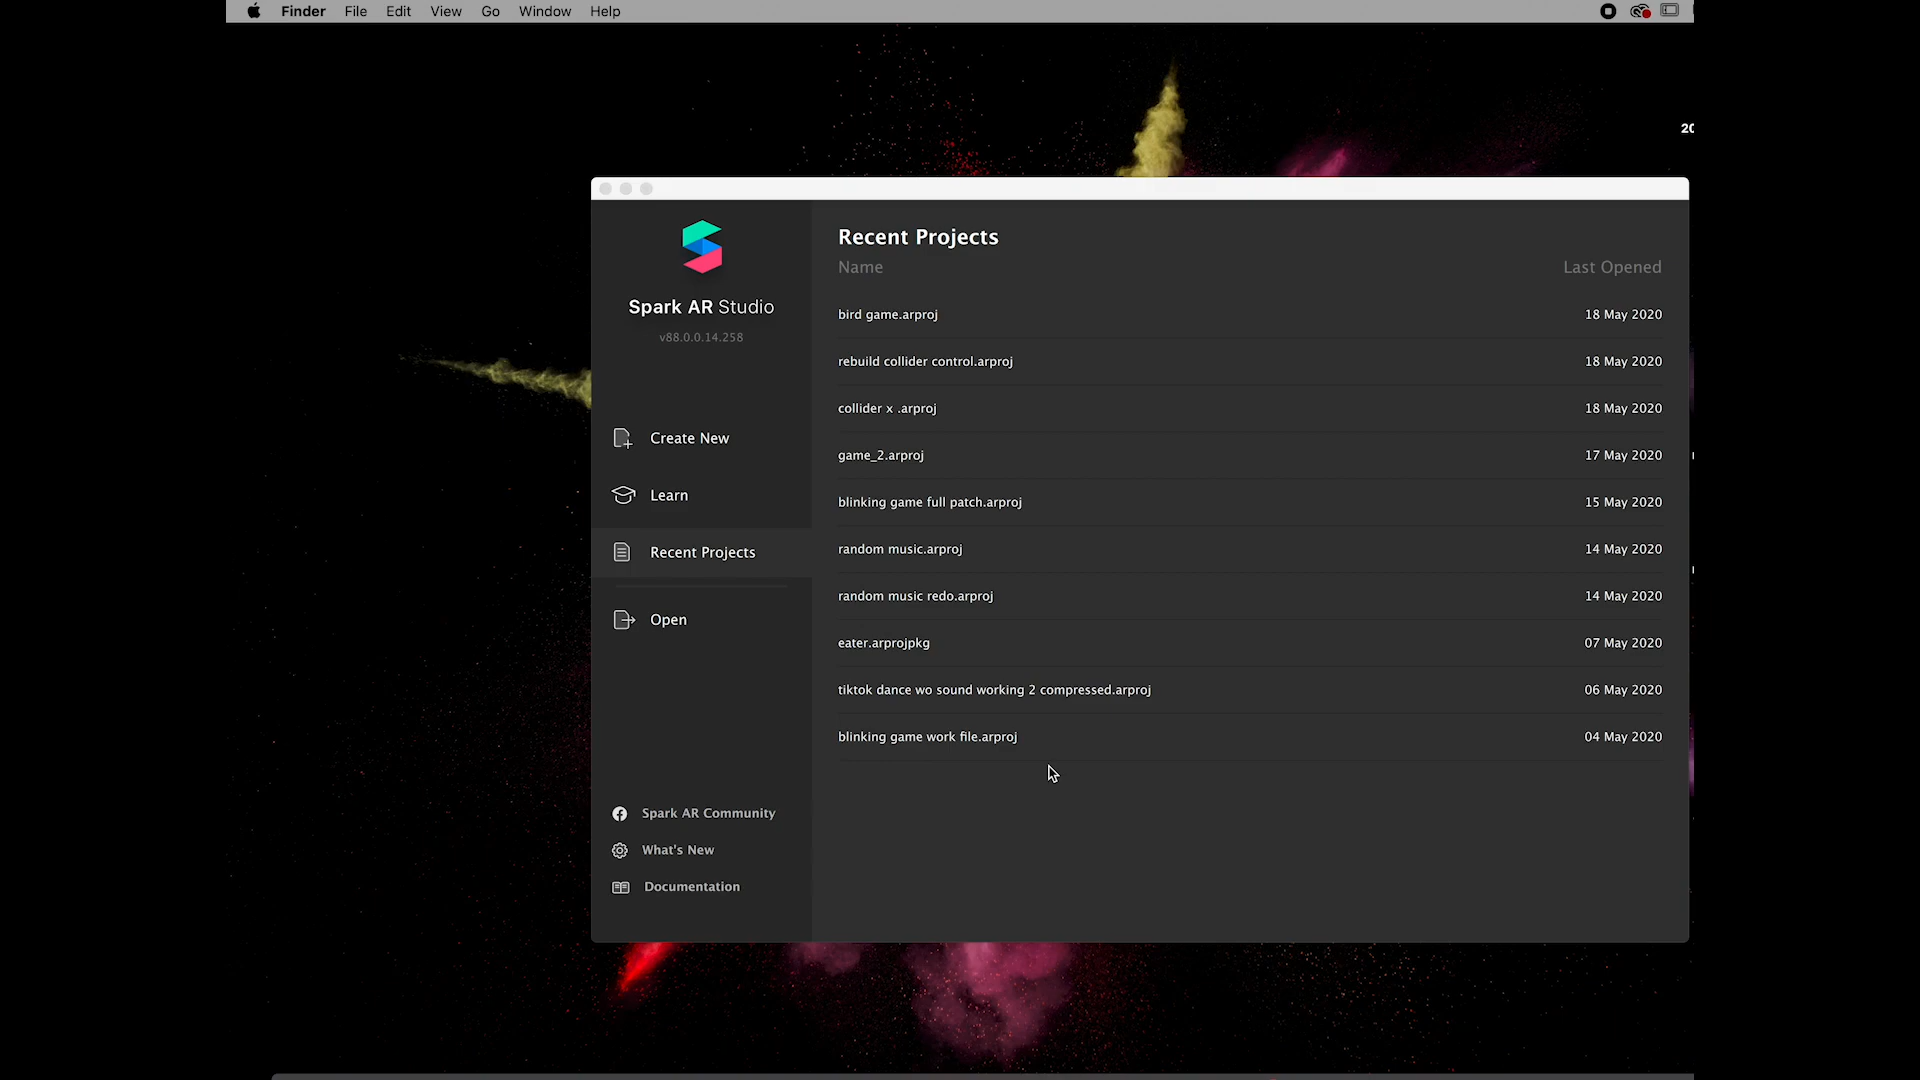 Finder File Edit View Go Window Help
20
Spark AR Studio
v88.0.0.14.258
Create New
Learn
Recent Projects
Open
Spark AR Community
What's New
Documentation
Recent Projects
Name Last Opened
bird game.arproj 18 May 2020
rebuild collider control.arproj 18 May 2020
collider x .arproj 18 May 2020
game_2.arproj 17 May 2020
blinking game full patch.arproj 15 May 2020
random music.arproj 14 May 2020
random music redo.arproj 14 May 2020
eater.arprojpkg 07 May 2020
tiktok dance wo sound working 2 compressed.arproj 06 May 2020
blinking game work file.arproj 04 May 2020